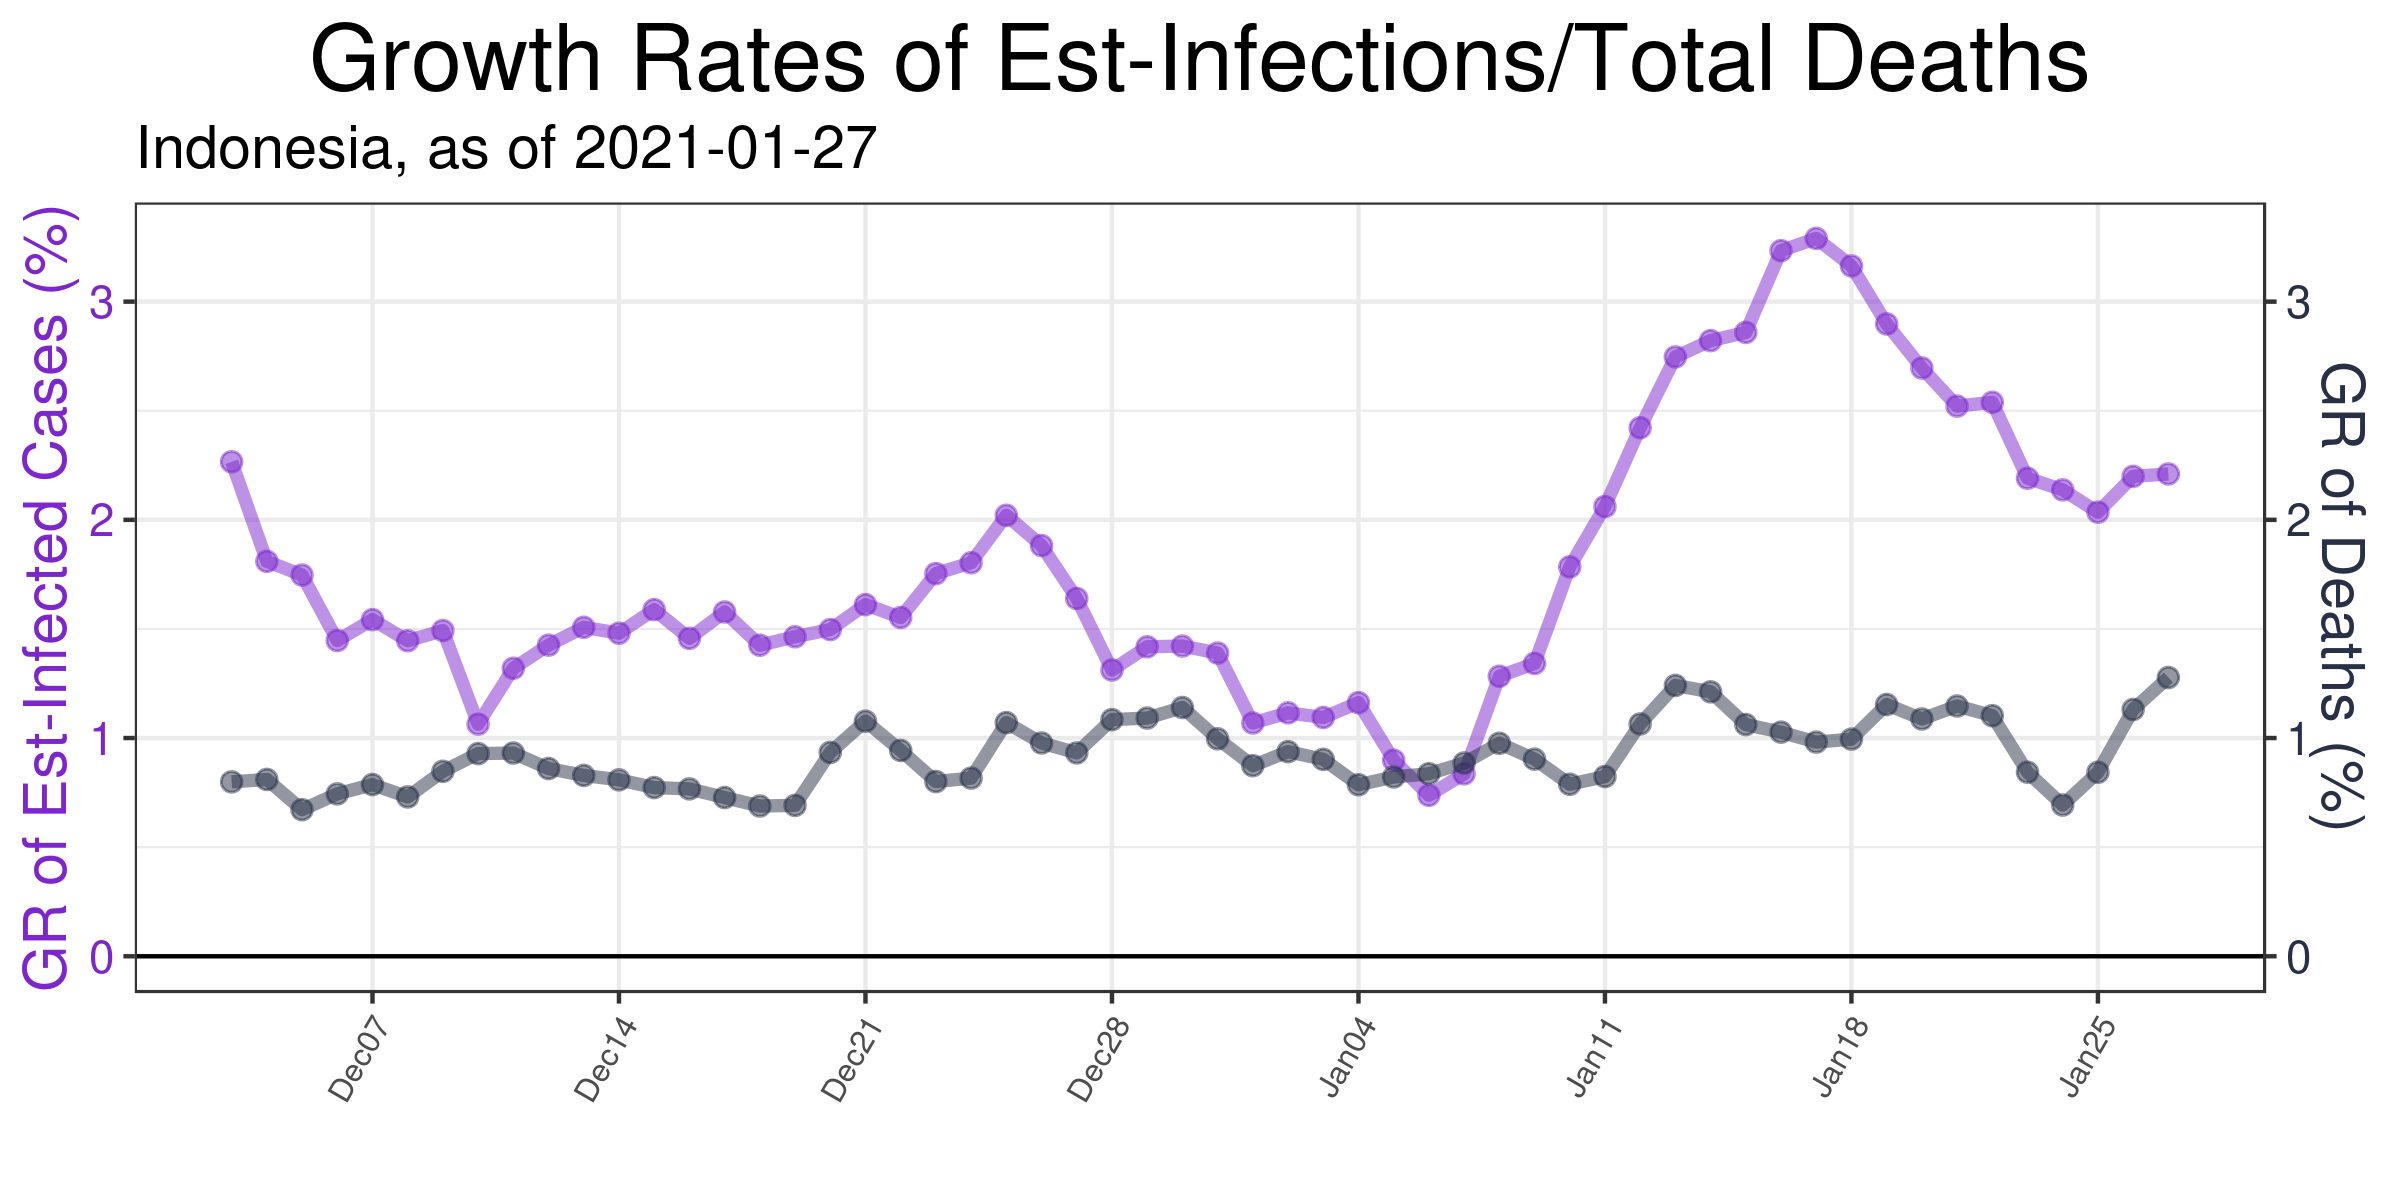 Growth Rates of Est-Infections/Total Deaths
Indonesia, as of 2021-01-27
GR of Est-Infected Cases (%)
3
2
1
0
3
2
1
0
GR of Deaths (%)
Dec07
Dec14
Dec21
Dec28
Jan04
Jan11
Jan18
Jan25